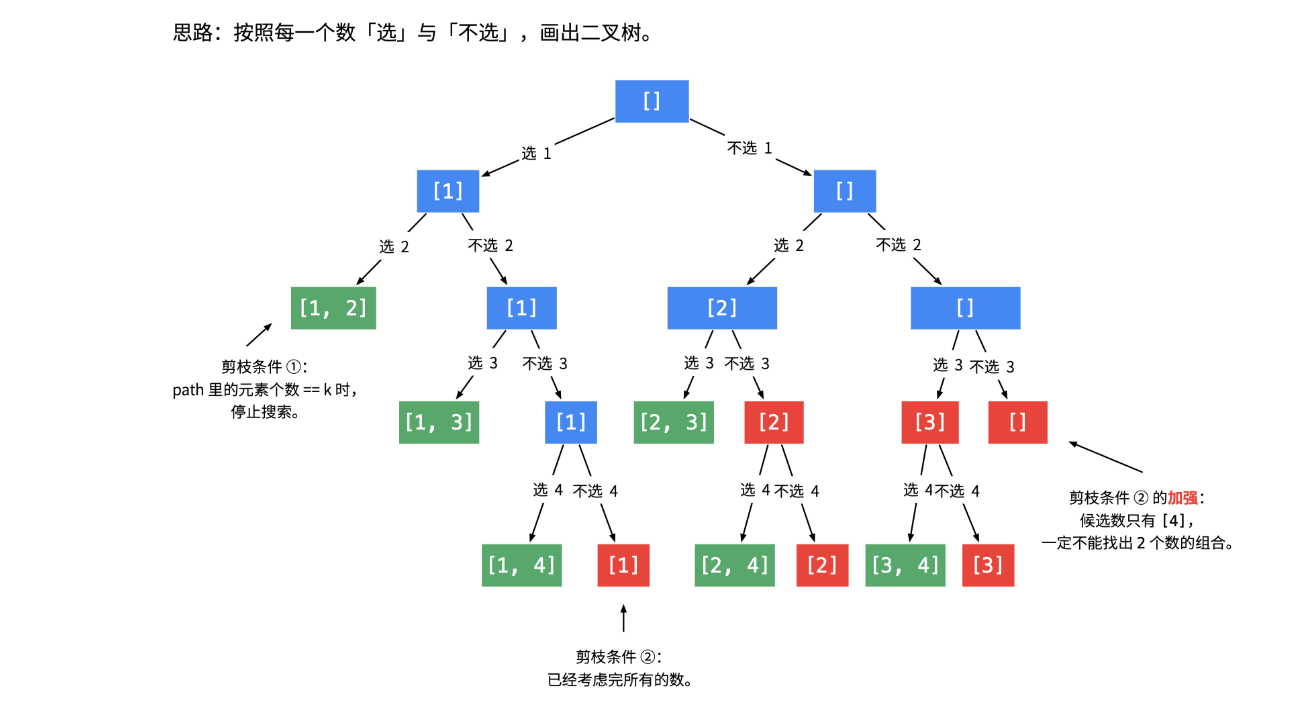 思路：按照每一个数「选」与「不选」，画出二叉树。
[]
选 1
不选 1
[1]
[]
选 2
不选 2
选 2
不选 2
[1, 2]
[1]
[2]
[]
剪枝条件 ①：
path 里的元素个数 == k 时，
停止搜索。
选 3
不选 3
选 3
不选 3
选 3
不选 3
[1, 3]
[1]
[2, 3]
[2]
[3]
[]
选 4
不选 4
选 4
不选 4
选 4
不选 4
剪枝条件 ② 的加强：
候选数只有 [4]，
一定不能找出 2 个数的组合。
[1, 4]
[1]
[2, 4]
[2]
[3, 4]
[3]
剪枝条件 ②：
已经考虑完所有的数。